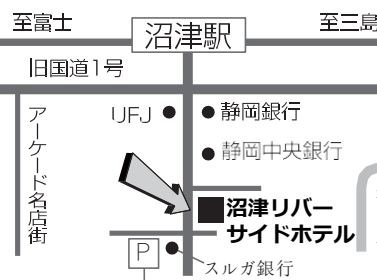 至富士
沼津駅
至三島
旧国道1号
アーケード名店街
UFJ
静岡銀行
静岡中央銀行
沼津リバー
サイドホテル
P
スルガ銀行